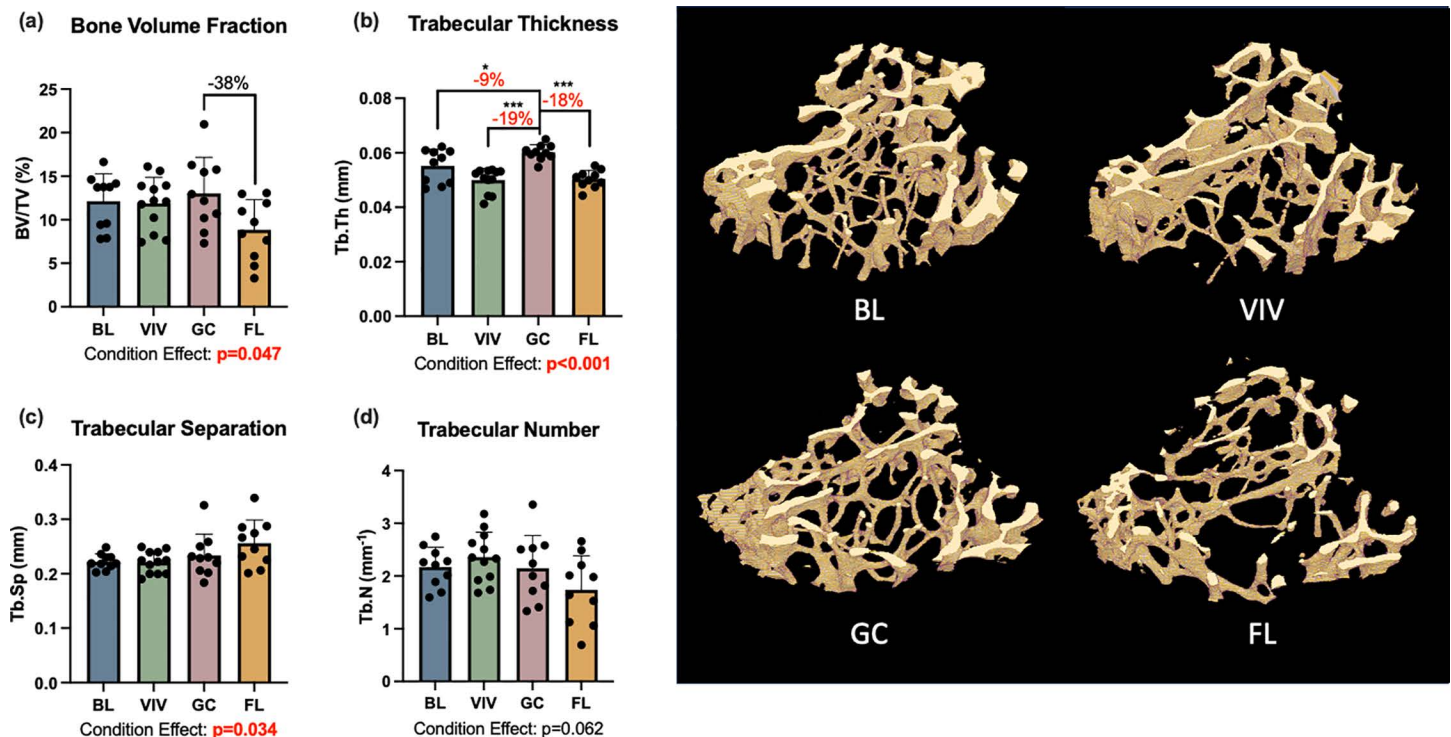 (a) Bone Volume Fraction
-38%
25
20
15
10
5
0
BV/TV (%)
BL VIV GC FL
Condition Effect: p=0.047
(b) Trabecular Thickness
*
-9%
***
-18%
***
-19%
0.08
0.06
0.04
0.02
0.00
Tb.Th (mm)
BL VIV GC FL
Condition Effect: p<0.001
(c) Trabecular Separation
0.4
0.3
0.2
0.1
0.0
Tb.Sp (mm)
BL VIV GC FL
Condition Effect: p=0.034
(d) Trabecular Number
4
3
2
1
0
Tb.N (mm⁻¹)
BL VIV GC FL
Condition Effect: p=0.062
BL VIV
GC FL